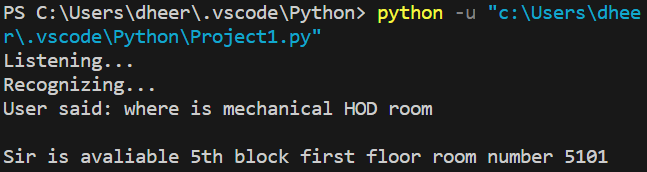 PS C:\Users\dheer\.vscode\Python> python -u "c:\Users\dhee
r\.vscode\Python\Project1.py"
Listening...
Recognizing...
User said: where is mechanical HOD room
Sir is avaliable 5th block first floor room number 5101